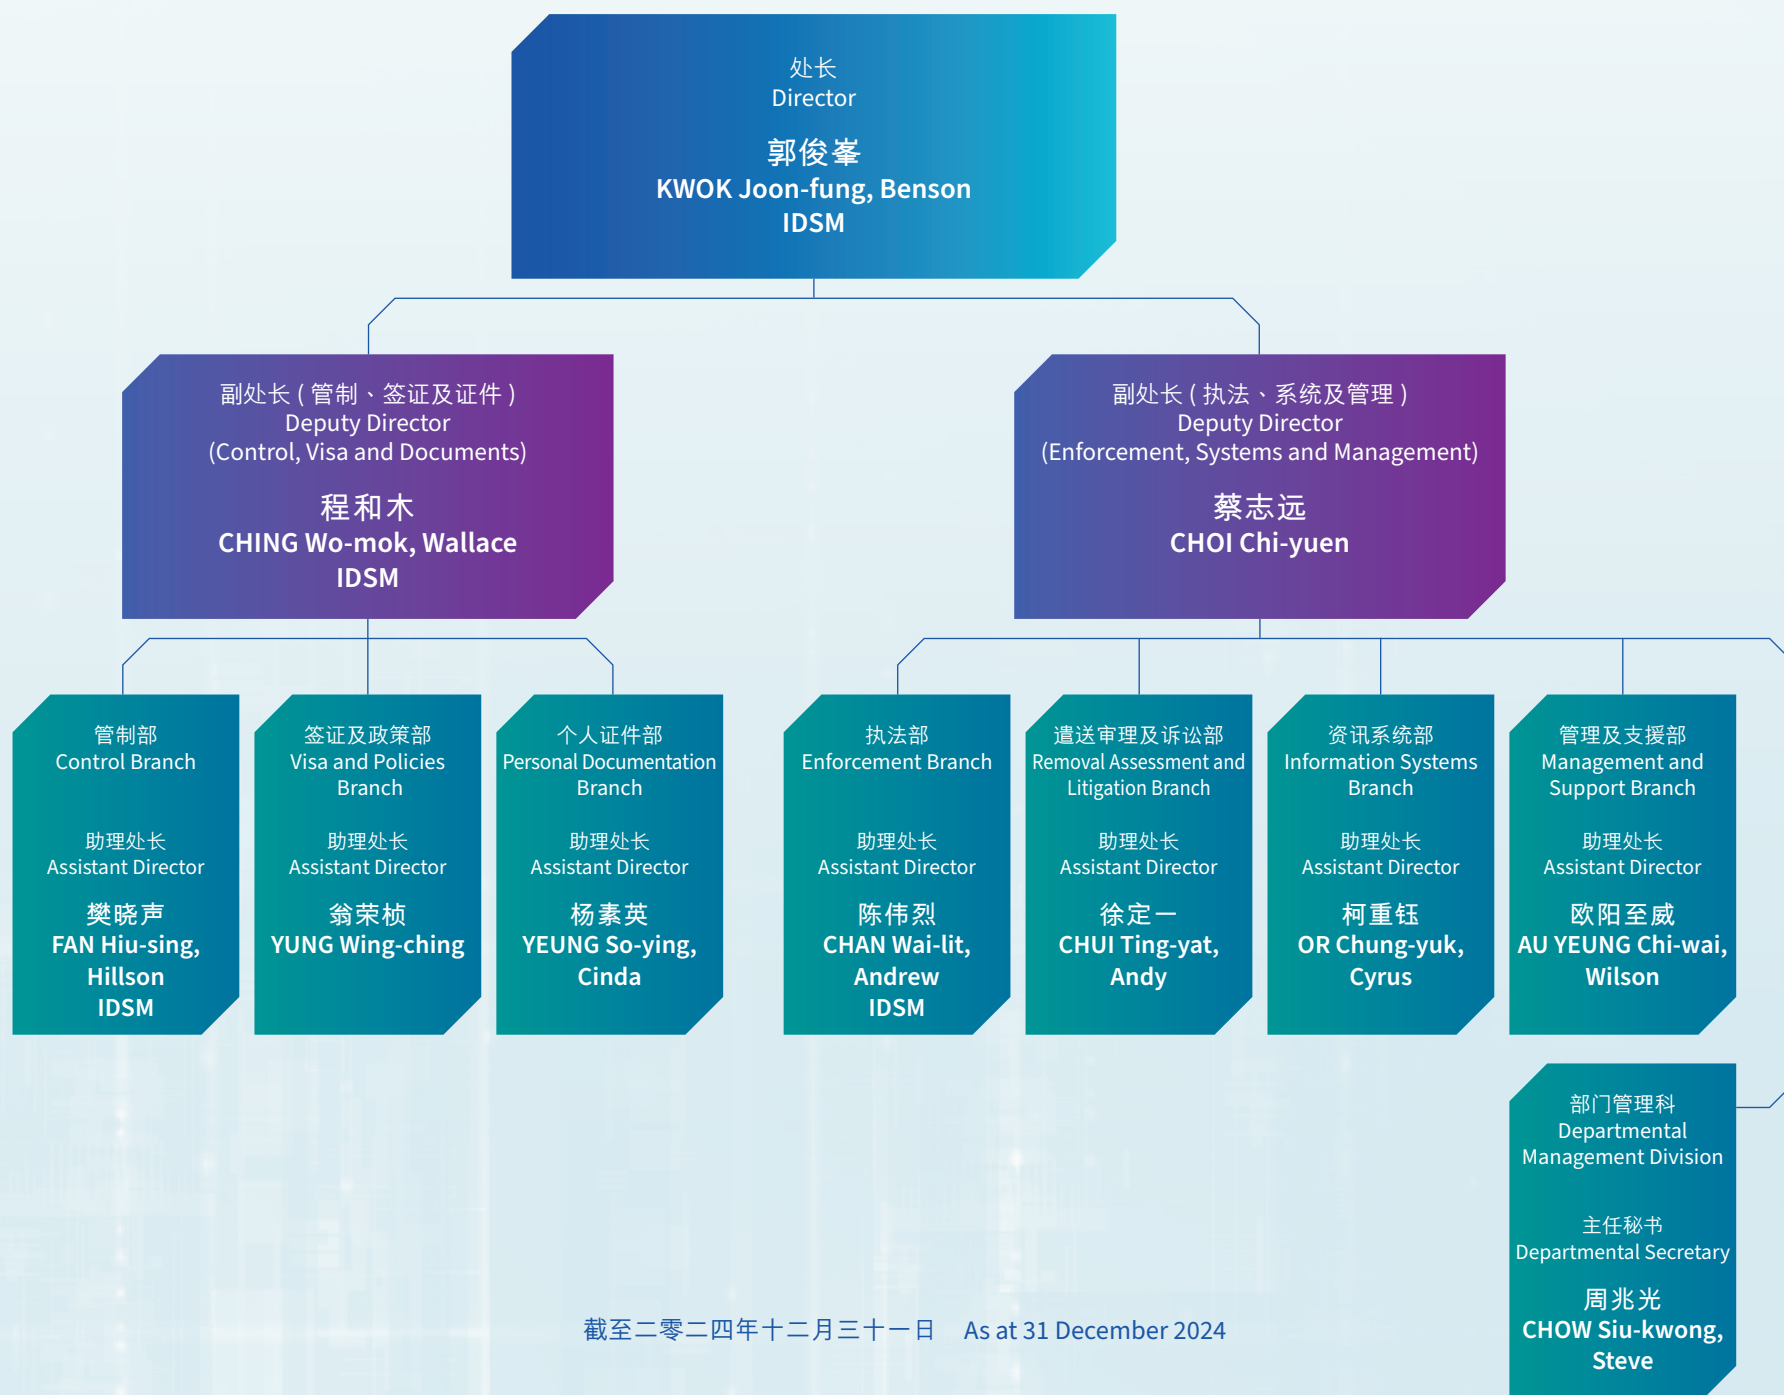 处长
Director
郭俊峯
KWOK Joon-fung, Benson
IDSM
副处长 ( 管制、签证及证件 )
Deputy Director
(Control, Visa and Documents)
程和木
CHING Wo-mok, Wallace
IDSM
副处长 ( 执法、系统及管理 )
Deputy Director
(Enforcement, Systems and Management)
蔡志远
CHOI Chi-yuen
管制部
Control Branch
助理处长
Assistant Director
樊晓声
FAN Hiu-sing,
Hillson
IDSM
签证及政策部
Visa and Policies
Branch
助理处长
Assistant Director
翁荣桢
YUNG Wing-ching
个人证件部
Personal Documentation
Branch
助理处长
Assistant Director
杨素英
YEUNG So-ying,
Cinda
执法部
Enforcement Branch
助理处长
Assistant Director
陈伟烈
CHAN Wai-lit,
Andrew
IDSM
遣送审理及诉讼部
Removal Assessment and
Litigation Branch
助理处长
Assistant Director
徐定一
CHUI Ting-yat,
Andy
资讯系统部
Information Systems
Branch
助理处长
Assistant Director
柯重钰
OR Chung-yuk,
Cyrus
管理及支援部
Management and
Support Branch
助理处长
Assistant Director
欧阳至威
AU YEUNG Chi-wai,
Wilson
部门管理科
Departmental
Management Division
主任秘书
Departmental Secretary
周兆光
CHOW Siu-kwong,
Steve
截至二零二四年十二月三十一日 As at 31 December 2024